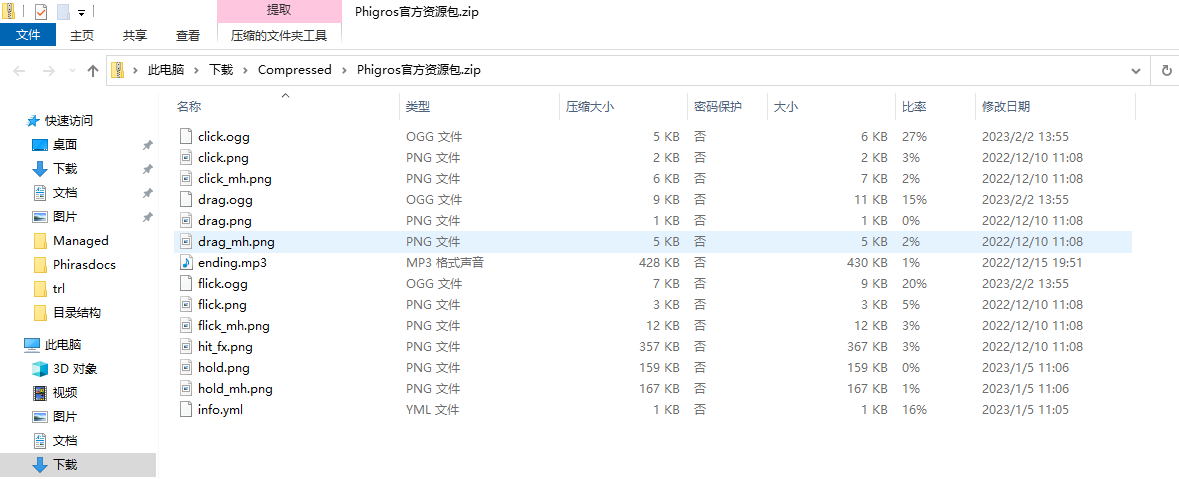 提取
Phigros官方资源包.zip
文件 主页 共享 查看 压缩的文件夹工具
此电脑 下载 Compressed Phigros官方资源包.zip
名称 类型 压缩大小 密码保护 大小 比率 修改日期
快速访问
桌面
下载
文档
图片
Managed
Phirasdocs
trl
目录结构
此电脑
3D 对象
视频
图片
文档
下载
click.ogg OGG 文件 5 KB 否 6 KB 27% 2023/2/2 13:55
click.png PNG 文件 2 KB 否 2 KB 3% 2022/12/10 11:08
click_mh.png PNG 文件 6 KB 否 7 KB 2% 2022/12/10 11:08
drag.ogg OGG 文件 9 KB 否 11 KB 15% 2023/2/2 13:55
drag.png PNG 文件 1 KB 否 1 KB 0% 2022/12/10 11:08
drag_mh.png PNG 文件 5 KB 否 5 KB 2% 2022/12/10 11:08
ending.mp3 MP3 格式声音 428 KB 否 430 KB 1% 2022/12/15 19:51
flick.ogg OGG 文件 7 KB 否 9 KB 20% 2023/2/2 13:55
flick.png PNG 文件 3 KB 否 3 KB 5% 2022/12/10 11:08
flick_mh.png PNG 文件 12 KB 否 12 KB 3% 2022/12/10 11:08
hit_fx.png PNG 文件 357 KB 否 367 KB 3% 2022/12/10 11:08
hold.png PNG 文件 159 KB 否 159 KB 0% 2023/1/5 11:06
hold_mh.png PNG 文件 167 KB 否 167 KB 1% 2023/1/5 11:06
info.yml YML 文件 1 KB 否 1 KB 16% 2023/1/5 11:05